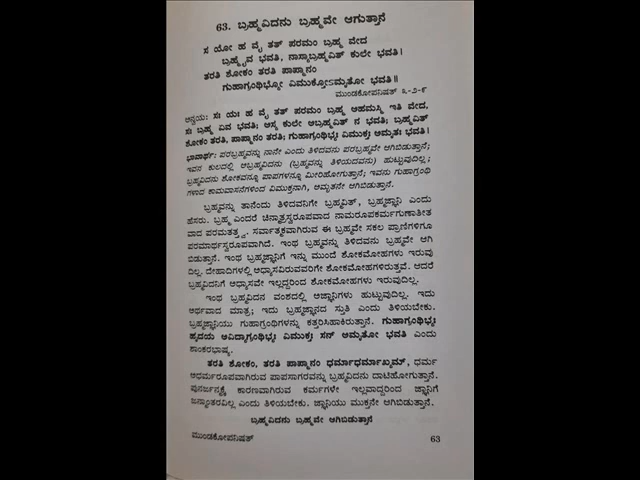 63. ಬ್ರಹ್ಮವಿದನು ಬ್ರಹ್ಮವೇ ಆಗುತ್ತಾನೆ
ಸ ಯೋ ಹ ವೈ ತತ್ ಪರಮಂ ಬ್ರಹ್ಮ ವೇದ
ಬ್ರಹ್ಮೈವ ಭವತಿ, ನಾಸ್ಯಾಬ್ರಹ್ಮವಿತ್ ಕುಲೇ ಭವತಿ।
ತರತಿ ಶೋಕಂ ತರತಿ ಪಾಪ್ಮಾನಂ
ಗುಹಾಗ್ರಂಥಿಭ್ಯೋ ವಿಮುಕ್ತೋಽಮೃತೋ ಭವತಿ॥
ಮುಂಡಕೋಪನಿಷತ್ ೩-೨-೯
ಅನ್ವಯಃ ಸಃ ಯಃ ಹ ವೈ ತತ್ ಪರಮಂ ಬ್ರಹ್ಮ ಅಹಮಸ್ಮಿ ಇತಿ ವೇದ,
ಸಃ ಬ್ರಹ್ಮ ಏವ ಭವತಿ; ಅಸ್ಯ ಕುಲೇ ಅಬ್ರಹ್ಮವಿತ್ ನ ಭವತಿ; ಬ್ರಹ್ಮವಿತ್
ಶೋಕಂ ತರತಿ, ಪಾಪ್ಮಾನಂ ತರತಿ; ಗುಹಾಗ್ರಂಥಿಭ್ಯಃ ವಿಮುಕ್ತಃ ಅಮೃತಃ ಭವತಿ।
ಭಾವಾರ್ಥ: ಪರಬ್ರಹ್ಮವನ್ನು ನಾನೇ ಎಂದು ತಿಳಿದವನು ಪರಬ್ರಹ್ಮವೇ ಆಗಿಬಿಡುತ್ತಾನೆ;
ಇವನ ಕುಲದಲ್ಲಿ ಅಬ್ರಹ್ಮವಿದನು (ಬ್ರಹ್ಮವನ್ನು ತಿಳಿಯದವನು) ಹುಟ್ಟುವುದಿಲ್ಲ;
ಬ್ರಹ್ಮವಿದನು ಶೋಕವನ್ನೂ ಪಾಪಗಳನ್ನೂ ಮೀರಿಹೋಗುತ್ತಾನೆ; ಇವನು ಗುಹಾಗ್ರಂಥಿ
ಗಳಾದ ಕಾಮವಾಸನೆಗಳಿಂದ ವಿಮುಕ್ತನಾಗಿ, ಅಮೃತನೇ ಆಗಿಬಿಡುತ್ತಾನೆ.
ಬ್ರಹ್ಮವನ್ನು ತಾನೆಂದು ತಿಳಿದವನಿಗೇ ಬ್ರಹ್ಮವಿತ್, ಬ್ರಹ್ಮಜ್ಞಾನಿ ಎಂದು
ಹೆಸರು. ಬ್ರಹ್ಮ ಎಂದರೆ ಚಿನ್ಮಾತ್ರಸ್ವರೂಪವಾದ ನಾಮರೂಪಕರ್ಮಗುಣಾತೀತ
ವಾದ ಪರಮತತ್ತ್ವ. ಸರ್ವಾತ್ಮಕವಾಗಿರುವ ಈ ಬ್ರಹ್ಮವೇ ಸಕಲ ಪ್ರಾಣಿಗಳಿಗೂ
ಪರಮಾರ್ಥಸ್ವರೂಪವಾಗಿದೆ. ಇಂಥ ಬ್ರಹ್ಮವನ್ನು ತಿಳಿದವನು ಬ್ರಹ್ಮವೇ ಆಗಿ
ಬಿಡುತ್ತಾನೆ. ಇಂಥ ಬ್ರಹ್ಮಜ್ಞಾನಿಗೆ ಇನ್ನು ಮುಂದೆ ಶೋಕಮೋಹಗಳು ಇರುವು
ದಿಲ್ಲ. ದೇಹಾದಿಗಳಲ್ಲಿ ಅಧ್ಯಾಸವಿರುವವರಿಗೇ ಶೋಕಮೋಹಗಳಿರುತ್ತವೆ. ಆದರೆ
ಬ್ರಹ್ಮವಿದನಿಗೆ ಅಧ್ಯಾಸವೇ ಇಲ್ಲದ್ದರಿಂದ ಶೋಕಮೋಹಗಳು ಇರುವುದಿಲ್ಲ.
ಇಂಥ ಬ್ರಹ್ಮವಿದನ ವಂಶದಲ್ಲಿ ಅಜ್ಞಾನಿಗಳು ಹುಟ್ಟುವುದಿಲ್ಲ. ಇದು
ಅರ್ಥವಾದ ಮಾತ್ರ; ಇದು ಬ್ರಹ್ಮಜ್ಞಾನದ ಸ್ತುತಿ ಎಂದು ತಿಳಿಯಬೇಕು.
ಬ್ರಹ್ಮಜ್ಞಾನಿಯು ಗುಹಾಗ್ರಂಥಿಗಳನ್ನು ಕತ್ತರಿಸಿಹಾಕಿರುತ್ತಾನೆ. ಗುಹಾಗ್ರಂಥಿಭ್ಯಃ
ಹೃದಯ ಅವಿದ್ಯಾಗ್ರಂಥಿಭ್ಯಃ ವಿಮುಕ್ತಃ ಸನ್ ಅಮೃತೋ ಭವತಿ ಎಂದು
ಶಾಂಕರಭಾಷ್ಯ.
ತರತಿ ಶೋಕಂ, ತರತಿ ಪಾಪ್ಮಾನಂ ಧರ್ಮಾಧರ್ಮಾಖ್ಯಮ್, ಧರ್ಮ
ಅಧರ್ಮರೂಪವಾಗಿರುವ ಪಾಪಸಾಗರವನ್ನು ಬ್ರಹ್ಮವಿದನು ದಾಟಿಹೋಗುತ್ತಾನೆ.
ಪುನರ್ಜನ್ಮಕ್ಕೆ ಕಾರಣವಾಗಿರುವ ಕರ್ಮಗಳೇ ಇಲ್ಲವಾದ್ದರಿಂದ ಜ್ಞಾನಿಗೆ
ಜನ್ಮಾಂತರವಿಲ್ಲ ಎಂದು ತಿಳಿಯಬೇಕು. ಜ್ಞಾನಿಯು ಮುಕ್ತನೇ ಆಗಿಬಿಡುತ್ತಾನೆ.
ಬ್ರಹ್ಮವಿದನು ಬ್ರಹ್ಮವೇ ಆಗಿಬಿಡುತ್ತಾನೆ
ಮುಂಡಕೋಪನಿಷತ್
63